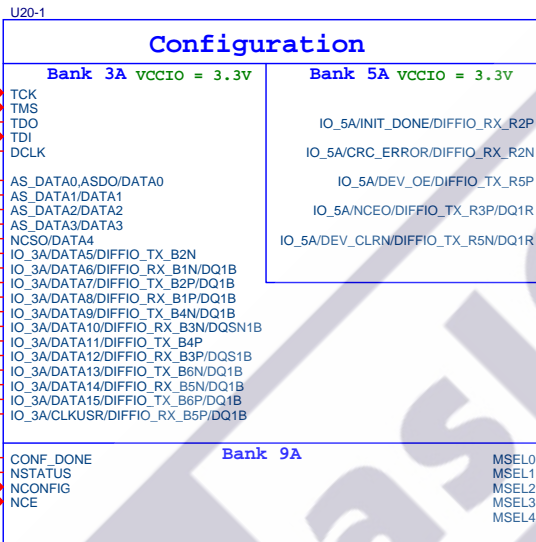 U20-1
Configuration
Bank 3A VCCIO = 3.3V
TCK
TMS
TDO
TDI
DCLK
AS_DATA0,ASDO/DATA0
AS_DATA1/DATA1
AS_DATA2/DATA2
AS_DATA3/DATA3
NCSO/DATA4
IO_3A/DATA5/DIFFIO_TX_B2N
IO_3A/DATA6/DIFFIO_RX_B1N/DQ1B
IO_3A/DATA7/DIFFIO_TX_B2P/DQ1B
IO_3A/DATA8/DIFFIO_RX_B1P/DQ1B
IO_3A/DATA9/DIFFIO_TX_B4N/DQ1B
IO_3A/DATA10/DIFFIO_RX_B3N/DQSN1B
IO_3A/DATA11/DIFFIO_TX_B4P
IO_3A/DATA12/DIFFIO_RX_B3P/DQS1B
IO_3A/DATA13/DIFFIO_TX_B6N/DQ1B
IO_3A/DATA14/DIFFIO_RX_B5N/DQ1B
IO_3A/DATA15/DIFFIO_TX_B6P/DQ1B
IO_3A/CLKUSR/DIFFIO_RX_B5P/DQ1B
Bank 5A VCCIO = 3.3V
IO_5A/INIT_DONE/DIFFIO_RX_R2P
IO_5A/CRC_ERROR/DIFFIO_RX_R2N
IO_5A/DEV_OE/DIFFIO_TX_R5P
IO_5A/NCEO/DIFFIO_TX_R3P/DQ1R
IO_5A/DEV_CLRN/DIFFIO_TX_R5N/DQ1R
Bank 9A
CONF_DONE
NSTATUS
NCONFIG
NCE
MSEL0
MSEL1
MSEL2
MSEL3
MSEL4